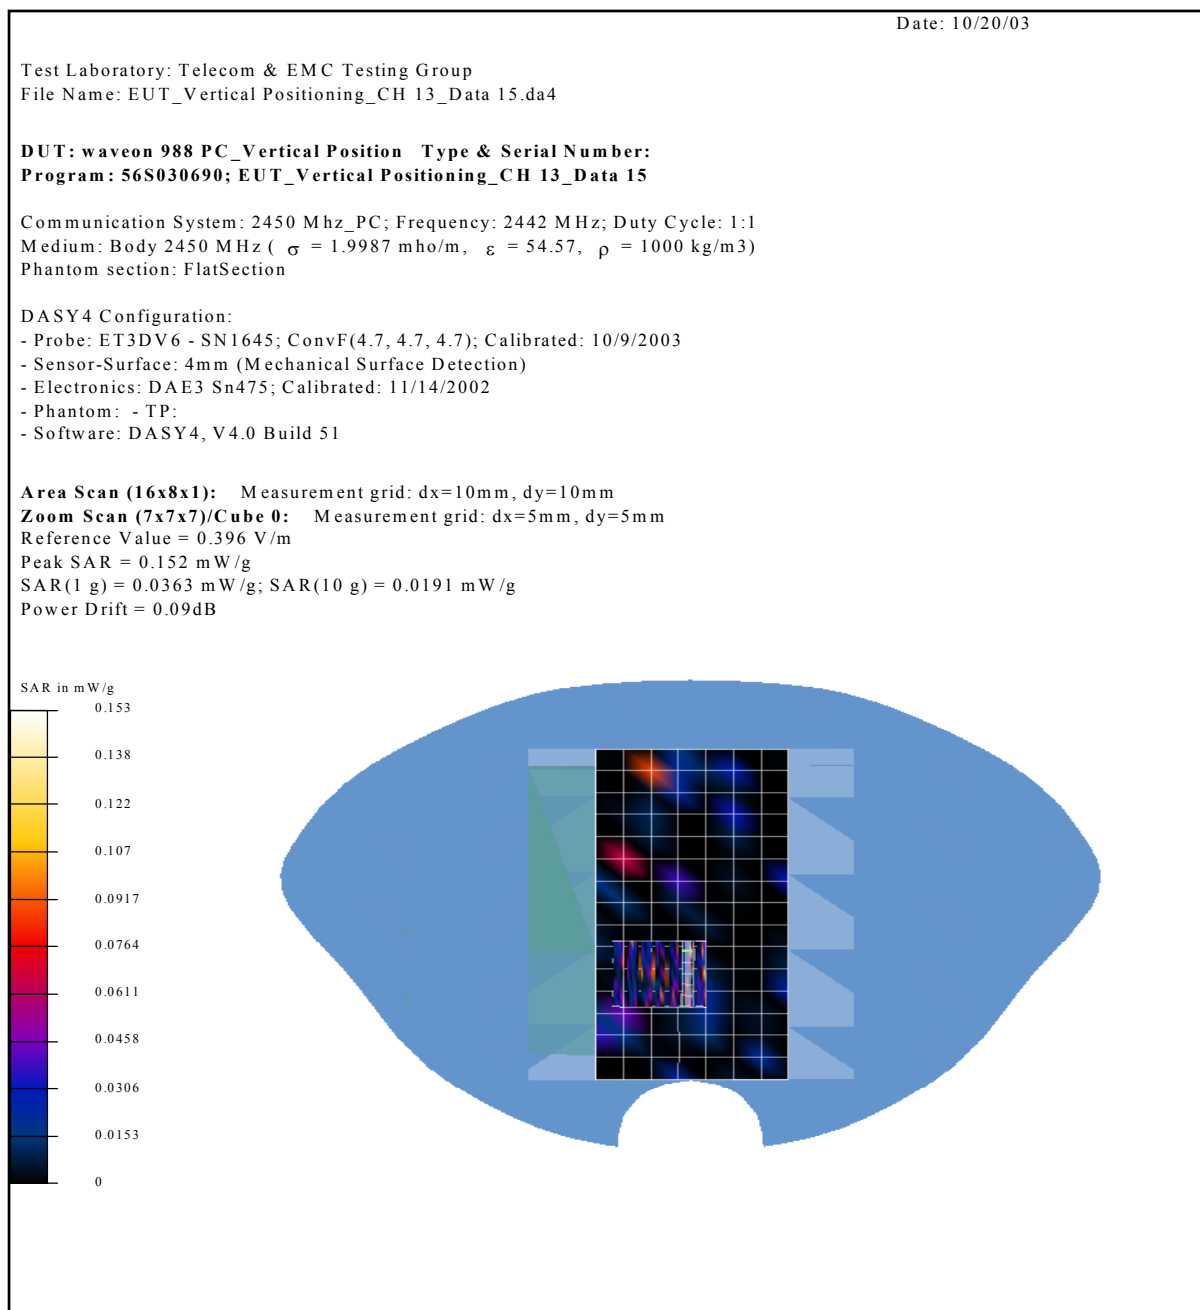 Date: 10/20/03
Test Laboratory: Telecom & EMC Testing Group
File Name: EUT_Vertical Positioning_CH 13_Data 15.da4
DUT: waveon 988 PC_Vertical Position   Type & Serial Number:
Program: 56S030690; EUT_Vertical Positioning_CH 13_Data 15
Communication System: 2450 Mhz_PC; Frequency: 2442 MHz; Duty Cycle: 1:1
Medium: Body 2450 MHz ( σ = 1.9987 mho/m, ε = 54.57, ρ = 1000 kg/m3)
Phantom section: FlatSection
DASY4 Configuration:
- Probe: ET3DV6 - SN1645; ConvF(4.7, 4.7, 4.7); Calibrated: 10/9/2003
- Sensor-Surface: 4mm (Mechanical Surface Detection)
- Electronics: DAE3 Sn475; Calibrated: 11/14/2002
- Phantom: - TP:
- Software: DASY4, V4.0 Build 51
Area Scan (16x8x1): Measurement grid: dx=10mm, dy=10mm
Zoom Scan (7x7x7)/Cube 0: Measurement grid: dx=5mm, dy=5mm
Reference Value = 0.396 V/m
Peak SAR = 0.152 mW/g
SAR(1 g) = 0.0363 mW/g; SAR(10 g) = 0.0191 mW/g
Power Drift = 0.09dB
SAR in mW/g
0.153
0.138
0.122
0.107
0.0917
0.0764
0.0611
0.0458
0.0306
0.0153
0